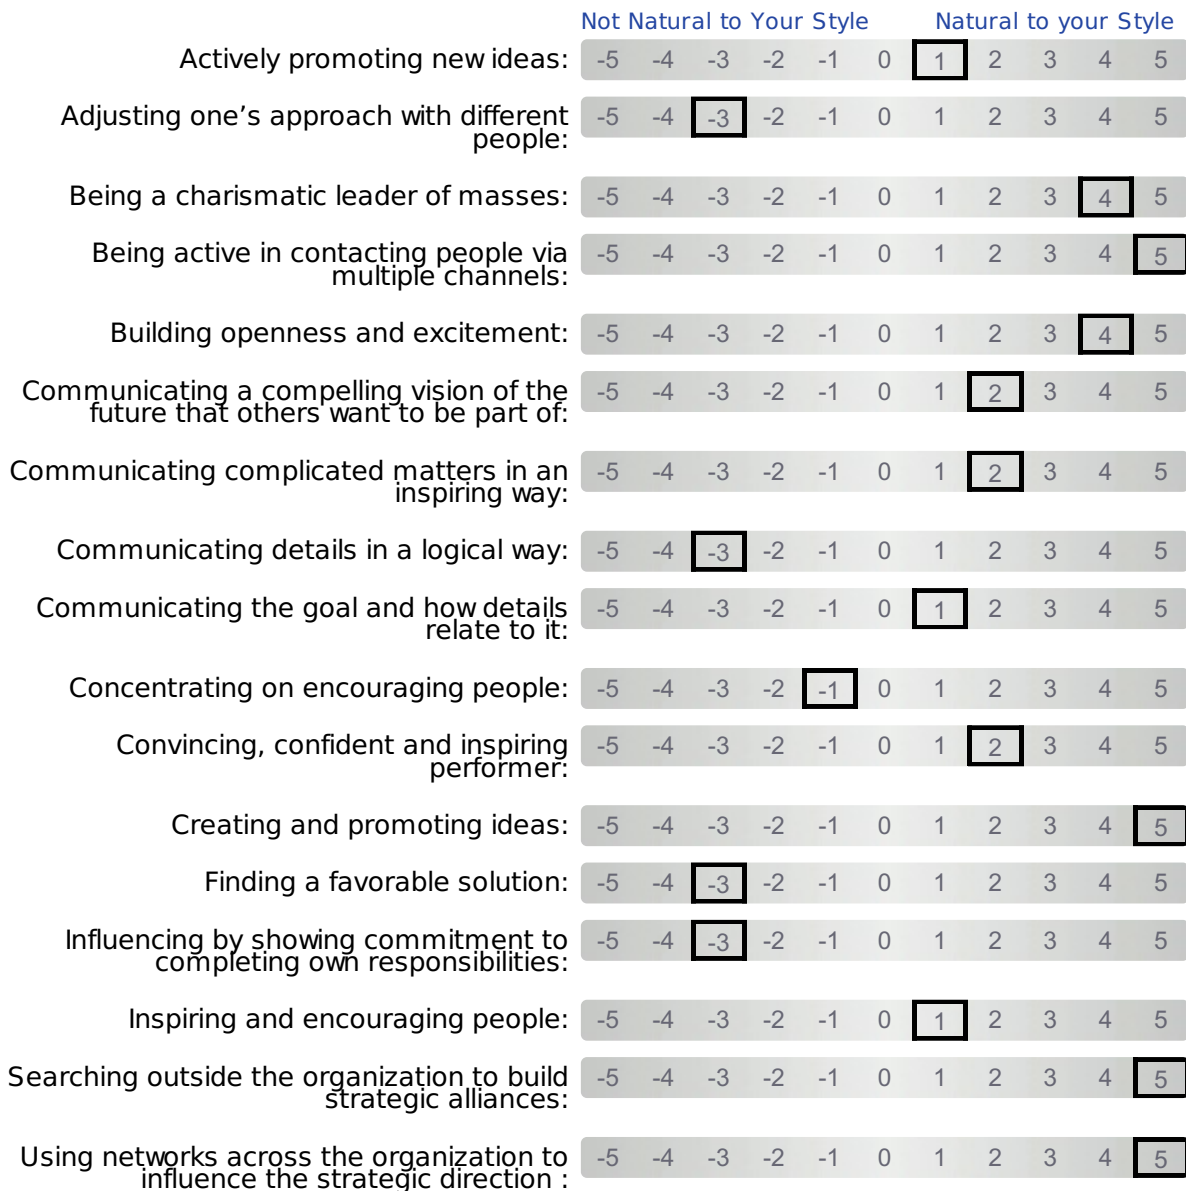 Not Natural to Your Style Natural to your Style
Actively promoting new ideas: -5 -4 -3 -2 -1 0 1 2 3 4 5
Adjusting one’s approach with different -5 -4 -3 -2 -1 0 1 2 3 4 5
people:
Being a charismatic leader of masses: -5 -4 -3 -2 -1 0 1 2 3 4 5
Being active in contacting people via -5 -4 -3 -2 -1 0 1 2 3 4 5
multiple channels:
Building openness and excitement: -5 -4 -3 -2 -1 0 1 2 3 4 5
Communicating a compelling vision of the -5 -4 -3 -2 -1 0 1 2 3 4 5
future that others want to be part of:
Communicating complicated matters in an -5 -4 -3 -2 -1 0 1 2 3 4 5
inspiring way:
Communicating details in a logical way: -5 -4 -3 -2 -1 0 1 2 3 4 5
Communicating the goal and how details -5 -4 -3 -2 -1 0 1 2 3 4 5
relate to it:
Concentrating on encouraging people: -5 -4 -3 -2 -1 0 1 2 3 4 5
Convincing, confident and inspiring -5 -4 -3 -2 -1 0 1 2 3 4 5
performer:
Creating and promoting ideas: -5 -4 -3 -2 -1 0 1 2 3 4 5
Finding a favorable solution: -5 -4 -3 -2 -1 0 1 2 3 4 5
Influencing by showing commitment to -5 -4 -3 -2 -1 0 1 2 3 4 5
completing own responsibilities:
Inspiring and encouraging people: -5 -4 -3 -2 -1 0 1 2 3 4 5
Searching outside the organization to build -5 -4 -3 -2 -1 0 1 2 3 4 5
strategic alliances:
Using networks across the organization to -5 -4 -3 -2 -1 0 1 2 3 4 5
influence the strategic direction :